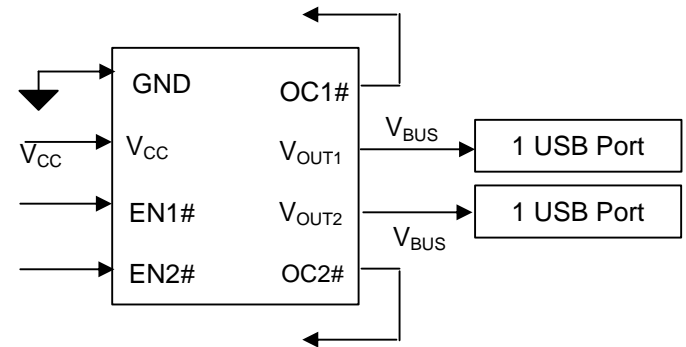 GND
OC1#
VCC
VCC
VOUT1
VBUS
1 USB Port
EN1#
VOUT2
VBUS
1 USB Port
EN2#
OC2#